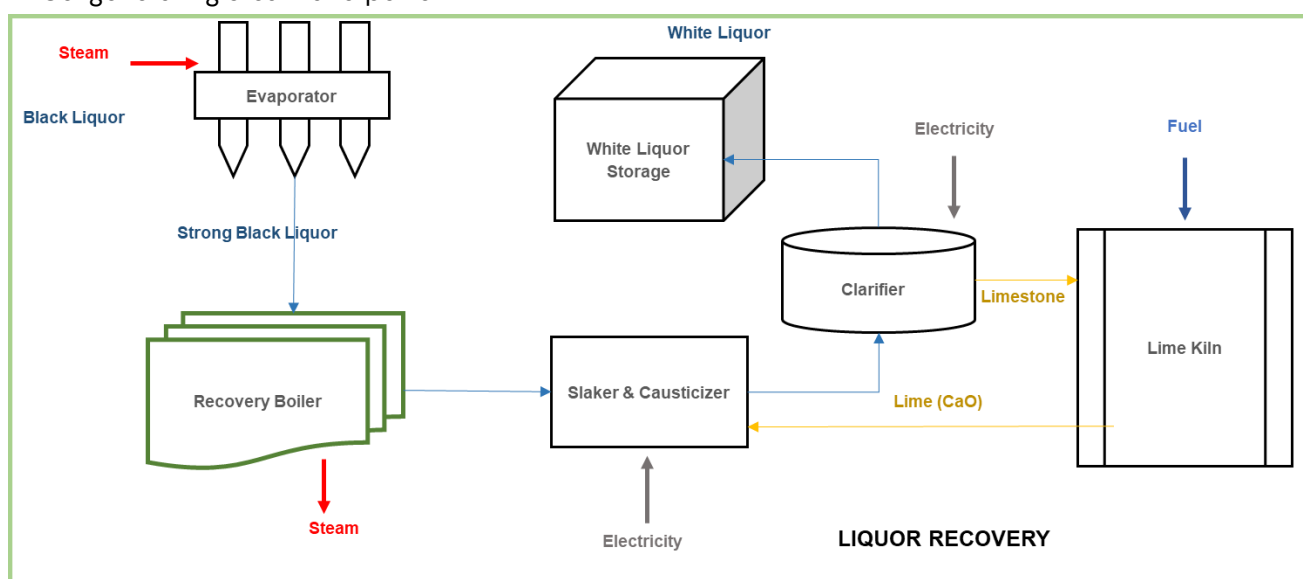 Steam
White Liquor
Evaporator
Black Liquor
Electricity
Fuel
White Liquor
Storage
Strong Black Liquor
Clarifier
Limestone
Lime Kiln
Recovery Boiler
Slaker & Causticizer
Lime (CaO)
Steam
Electricity
LIQUOR RECOVERY